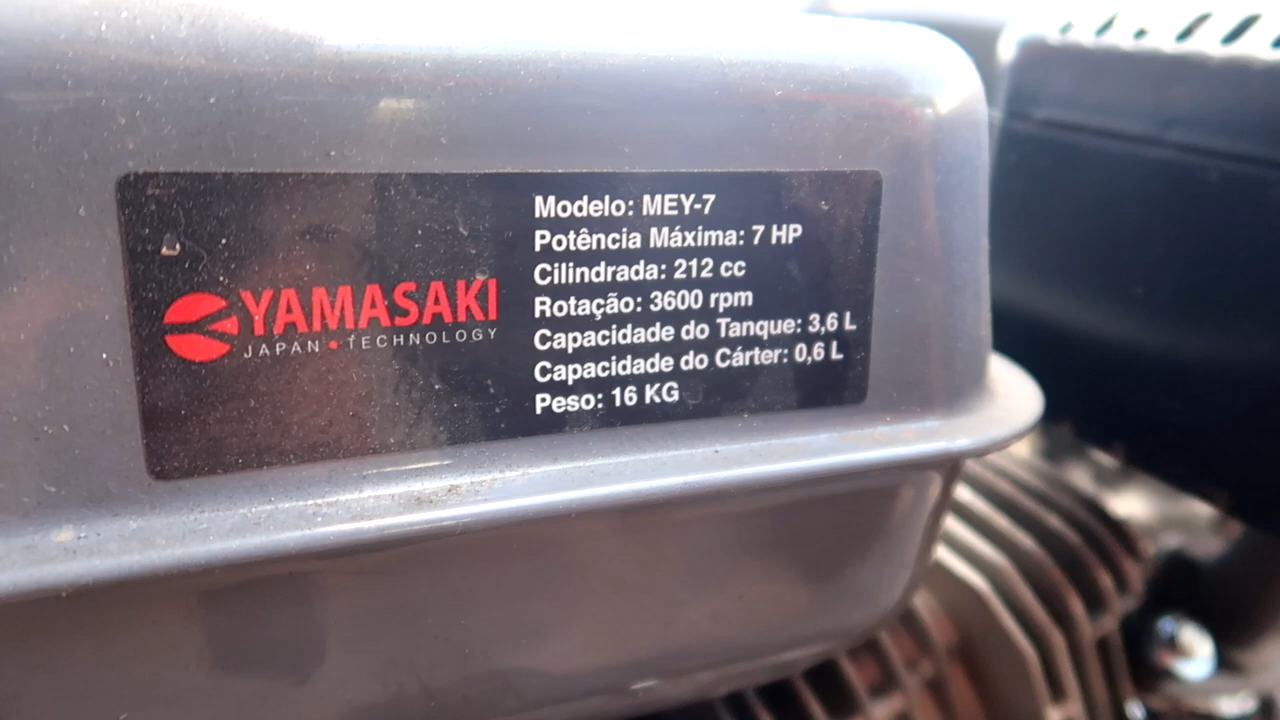 YAMASAKI
JAPAN • TECHNOLOGY
Modelo: MEY-7
Potência Máxima: 7 HP
Cilindrada: 212 cc
Rotação: 3600 rpm
Capacidade do Tanque: 3,6 L
Capacidade do Cárter: 0,6 L
Peso: 16 KG